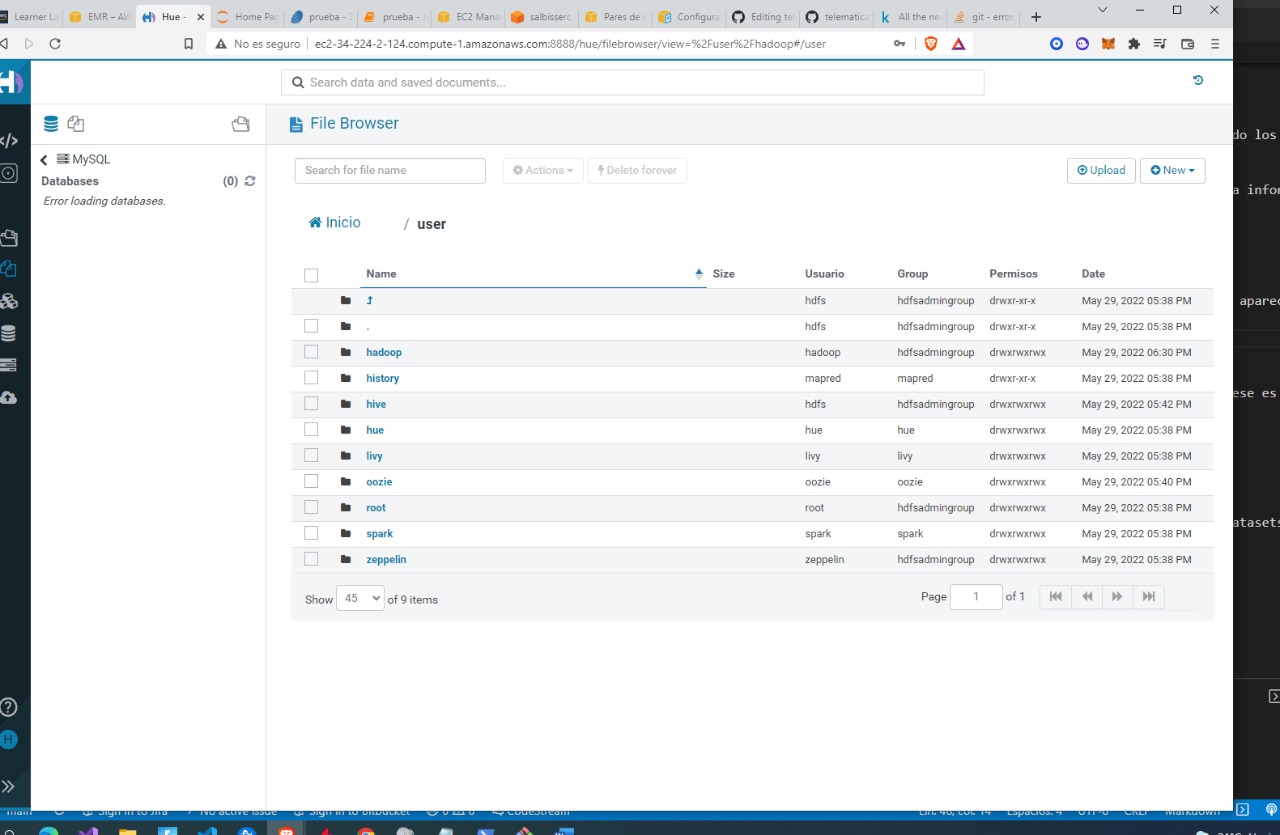 Learner La
EMR – AW
Hue -
Home Pag
prueba - Z
prueba - J
EC2 Mana
salbisserc
Pares de c
Configura
Editing tel
telematica
All the ne
git - error
No es seguro
ec2-34-224-2-124.compute-1.amazonaws.com:8888/hue/filebrowser/view=%2Fuser%2Fhadoop#/user
Search data and saved documents...
File Browser
MySQL
Databases (0)
Error loading databases.
Search for file name
Actions
Delete forever
Upload
New
Inicio / user
Name Size Usuario Group Permisos Date
hdfs hdfsadmingroup drwxr-xr-x May 29, 2022 05:38 PM
. hdfs hdfsadmingroup drwxr-xr-x May 29, 2022 05:38 PM
hadoop hadoop hdfsadmingroup drwxrwxrwx May 29, 2022 06:30 PM
history mapred mapred drwxr-xr-x May 29, 2022 05:38 PM
hive hdfs hdfsadmingroup drwxrwxrwx May 29, 2022 05:42 PM
hue hue hue drwxrwxrwx May 29, 2022 05:38 PM
livy livy livy drwxrwxrwx May 29, 2022 05:38 PM
oozie oozie oozie drwxrwxrwx May 29, 2022 05:40 PM
root root hdfsadmingroup drwxrwxrwx May 29, 2022 05:38 PM
spark spark spark drwxrwxrwx May 29, 2022 05:38 PM
zeppelin zeppelin hdfsadmingroup drwxrwxrwx May 29, 2022 05:38 PM
Show 45 of 9 items
Page 1 of 1
do los
a infor
aparec
ese es
atasets
H
main
Sign in to Jira
No active issue
Sign in to Bitbucket
CodeStream
Espacios: 4
UTF-8
CRLF
Markdown